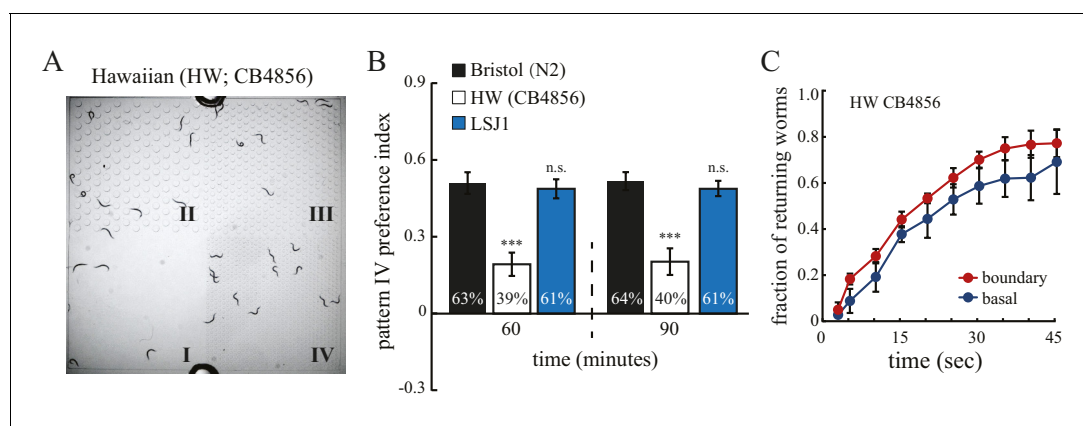 A
Hawaiian (HW; CB4856)
II
III
I
IV
B
Bristol (N2)
HW (CB4856)
LSJ1
pattern IV preference index
0.9
0.6
0.3
0
-0.3
n.s.
n.s.
***
***
63%
39%
61%
64%
40%
61%
60
90
time (minutes)
C
HW CB4856
fraction of returning worms
1
0.8
0.6
0.4
0.2
0
boundary
basal
0
15
30
45
time (sec)